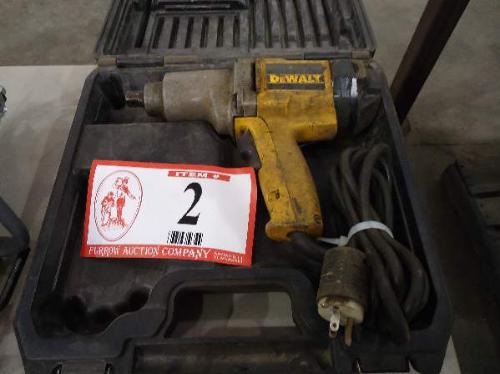 DEWALT
ITEM #
2
FURROW AUCTION COMPANY